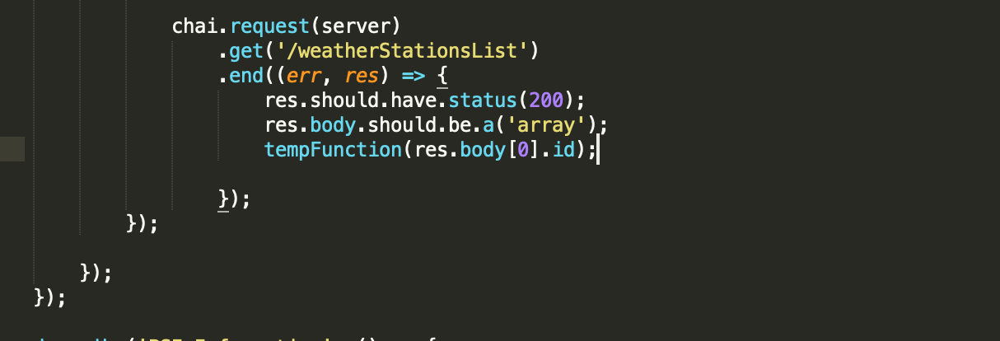 chai.request(server)
.get('/weatherStationsList')
.end((err, res) => {
res.should.have.status(200);
res.body.should.be.a('array');
tempFunction(res.body[0].id);
});
});
});
});